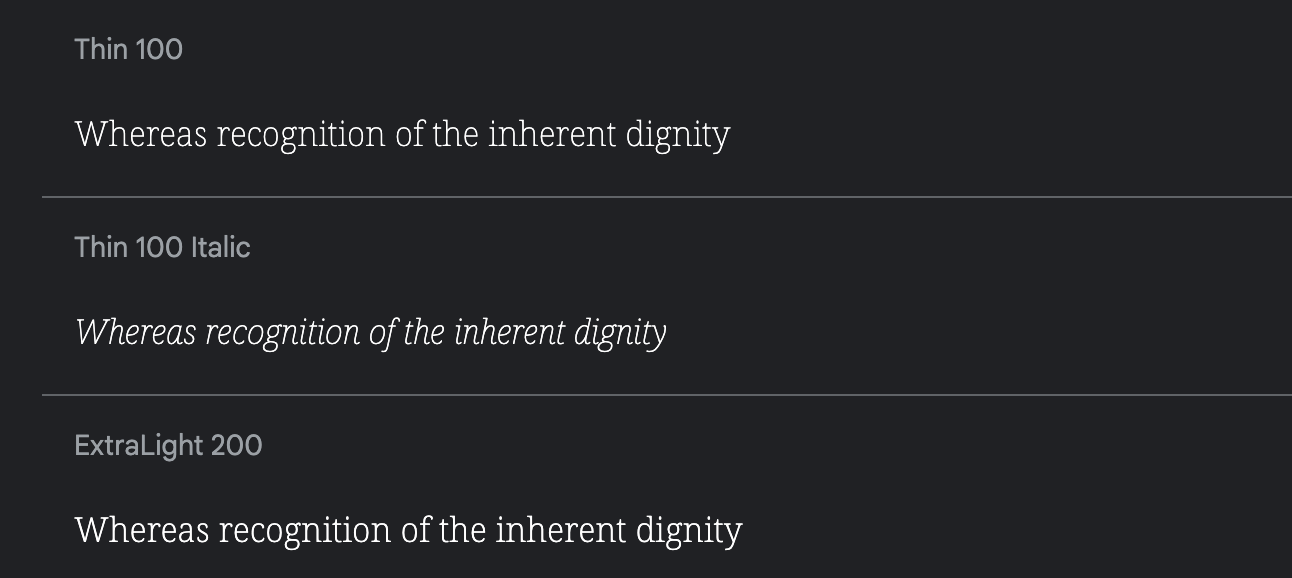 Thin 100
Whereas recognition of the inherent dignity
Thin 100 Italic
Whereas recognition of the inherent dignity
ExtraLight 200
Whereas recognition of the inherent dignity